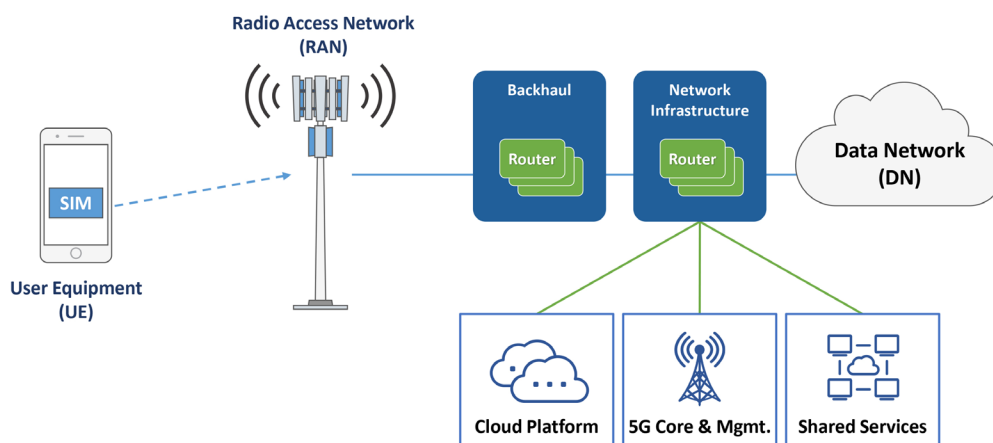 Radio Access Network
(RAN)
Backhaul
Network
Infrastructure
Router
Router
Data Network
(DN)
SIM
User Equipment
(UE)
Cloud Platform
5G Core & Mgmt.
Shared Services